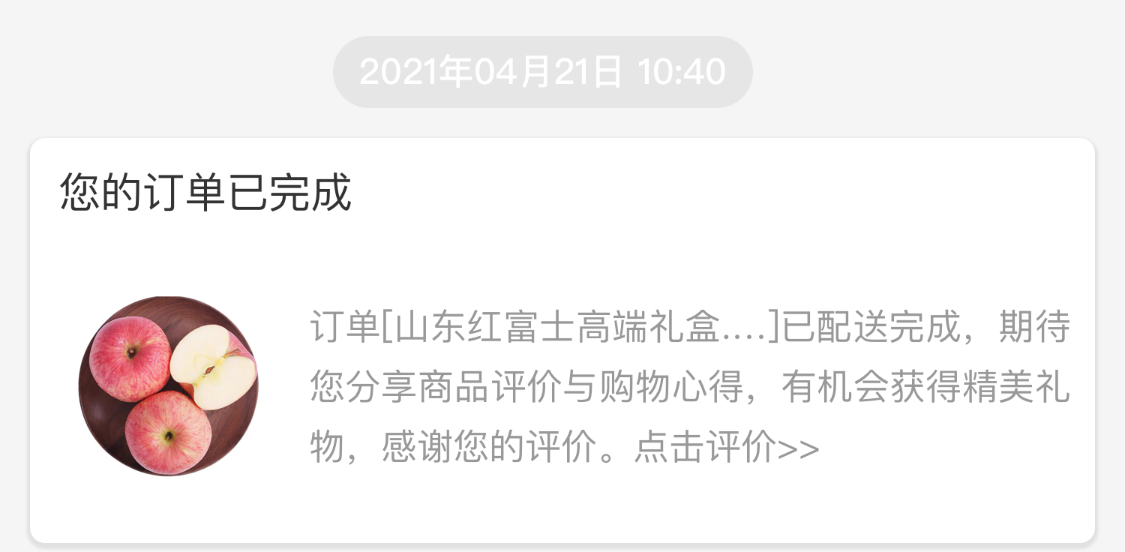 2021年04月21日 10:40
您的订单已完成
订单[山东红富士高端礼盒....]已配送完成，期待
您分享商品评价与购物心得，有机会获得精美礼
物，感谢您的评价。点击评价>>